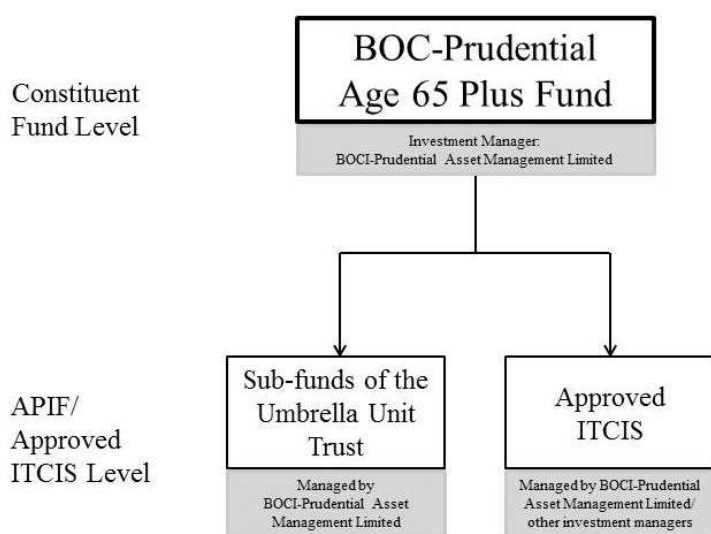 BOC-Prudential
Age 65 Plus Fund
Constituent
Fund Level
Investment Manager:
BOCI-Prudential Asset Management Limited
Sub-funds of the
Umbrella Unit
Trust
Approved
ITCIS
APIF/
Approved
ITCIS Level
Managed by
BOCI-Prudential Asset
Management Limited
Managed by BOCI-Prudential
Asset Management Limited/
other investment managers